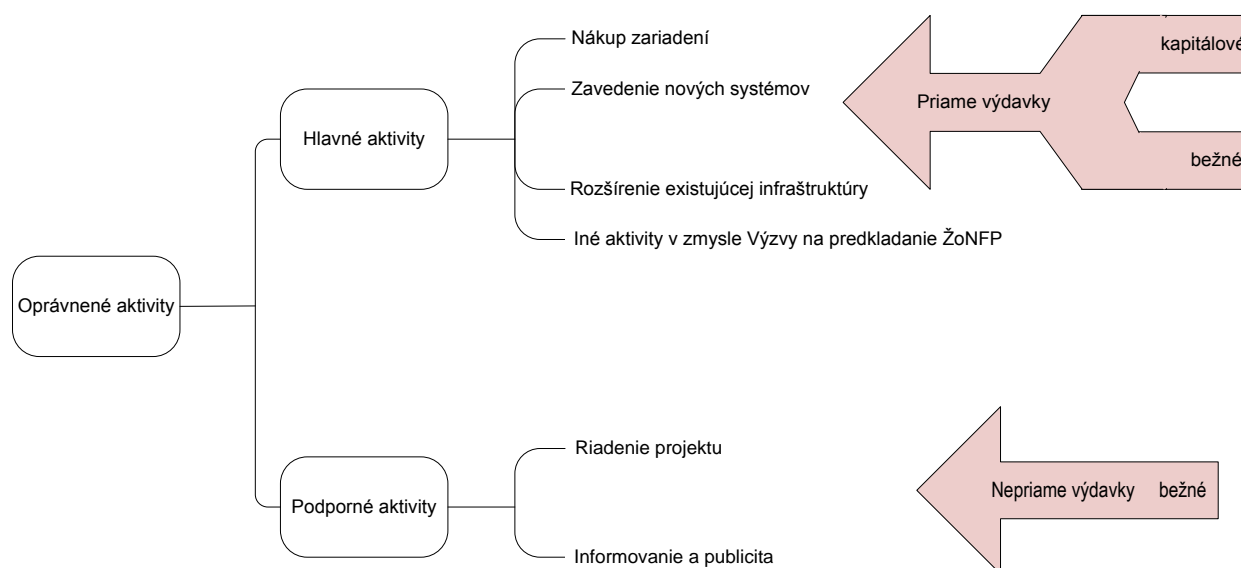 Nákup zariadení
kapitálové
Zavedenie nových systémov
Priame výdavky
Hlavné aktivity
bežné
Rozšírenie existujúcej infraštruktúry
Iné aktivity v zmysle Výzvy na predkladanie ŽoNFP
Oprávnené aktivity
Riadenie projektu
Nepriame výdavky bežné
Podporné aktivity
Informovanie a publicita